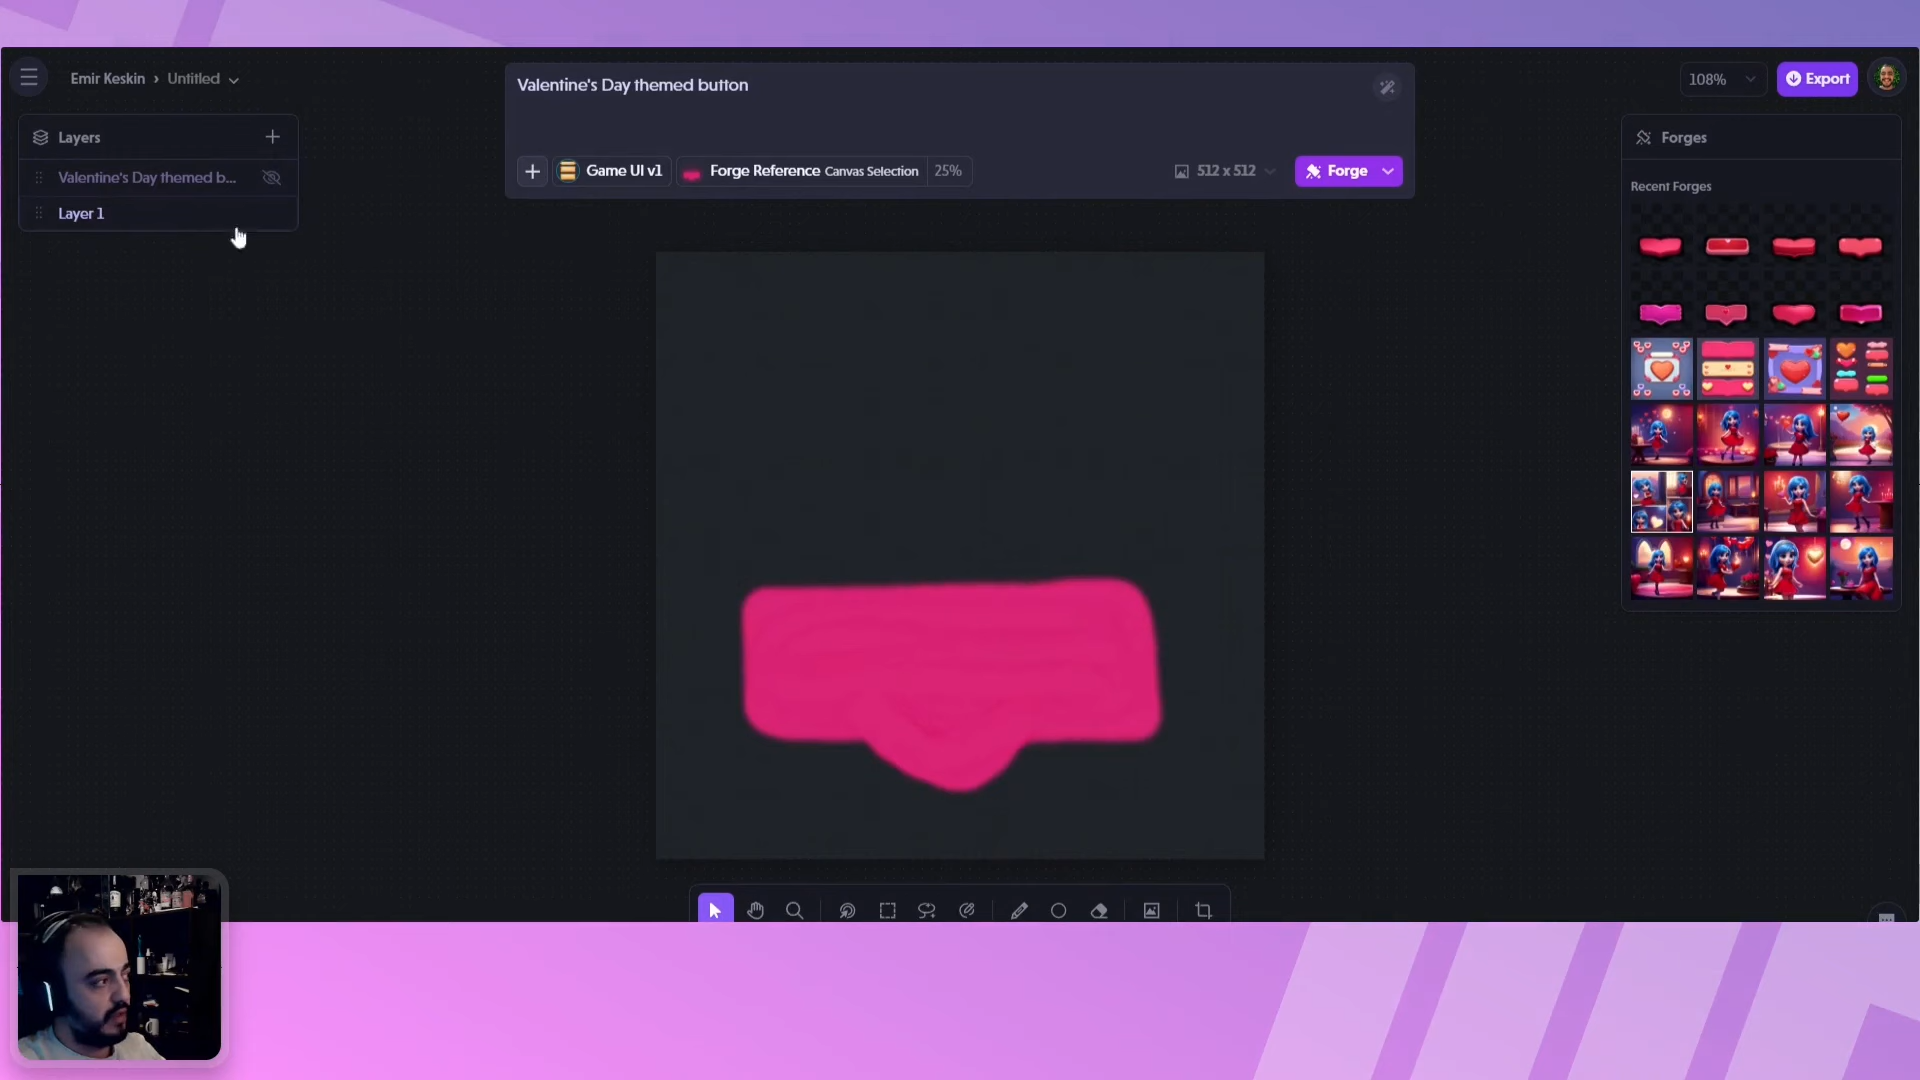 Emir Keskin › Untitled
Valentine's Day themed button
108%
Export
Layers
Forges
Game UI v1
Forge Reference Canvas Selection
25%
512 x 512
Forge
Valentine's Day themed b...
Recent Forges
Layer 1